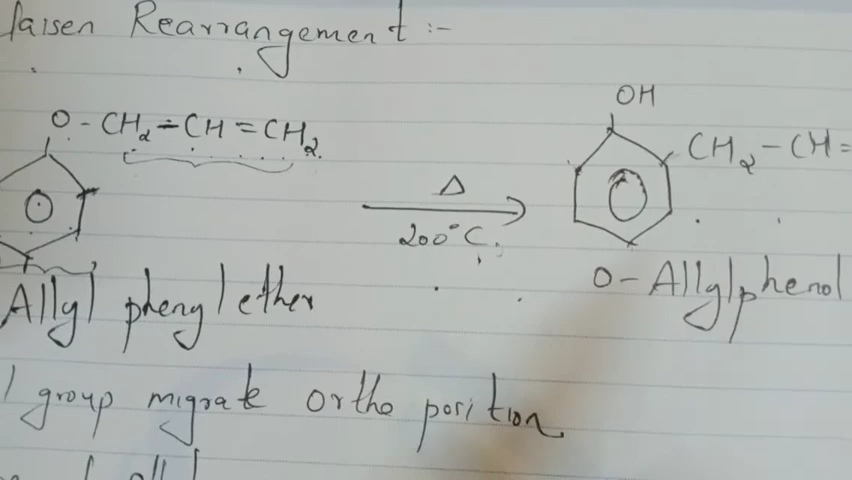 laisen Rearrangement :-
OH
O - CH2 - CH = CH2
CH2 - CH =
Δ
200°C.
O - Allylphenol
Allyl phenyl ether
l group migrate ortho position